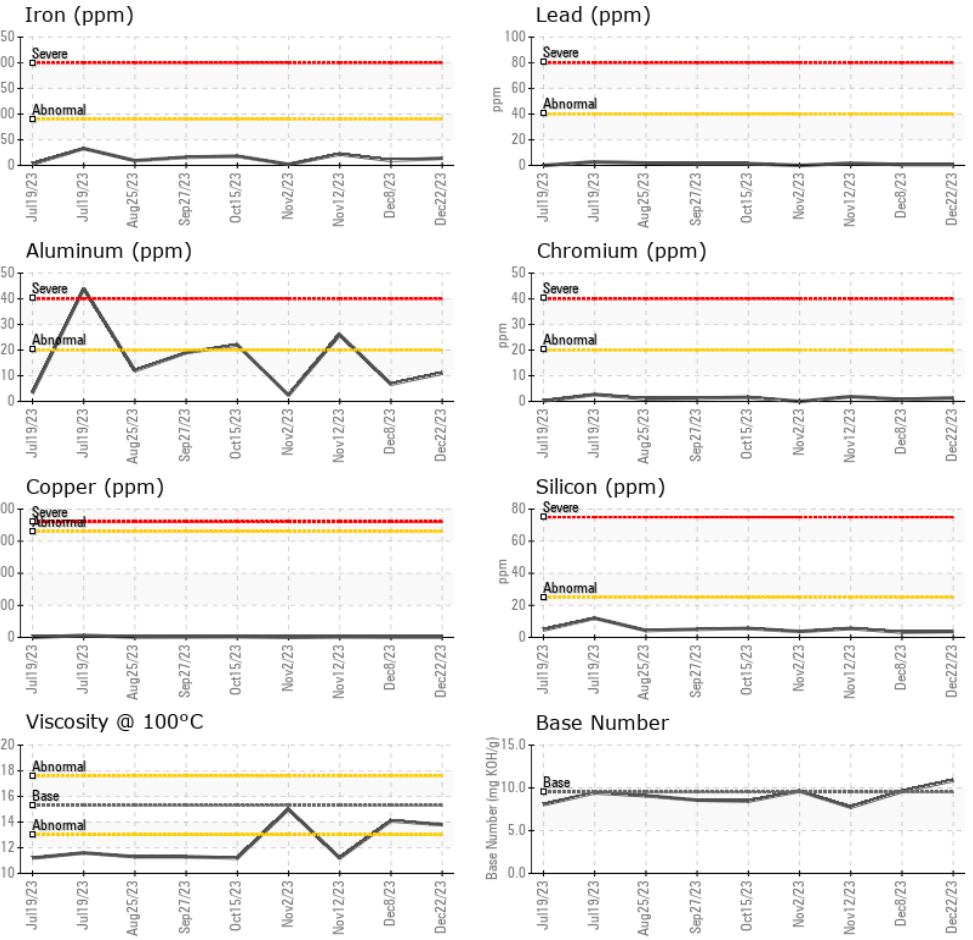 Iron (ppm)
50
00
50
00
50
0
Severe
Abnormal
Jul19/23
Jul19/23
Aug25/23
Sep27/23
Oct15/23
Nov2/23
Nov12/23
Dec8/23
Dec22/23
Lead (ppm)
ppm
100
80
60
40
20
0
Severe
Abnormal
Jul19/23
Jul19/23
Aug25/23
Sep27/23
Oct15/23
Nov2/23
Nov12/23
Dec8/23
Dec22/23
Aluminum (ppm)
50
40
30
20
10
0
Severe
Abnormal
Jul19/23
Jul19/23
Aug25/23
Sep27/23
Oct15/23
Nov2/23
Nov12/23
Dec8/23
Dec22/23
Chromium (ppm)
ppm
50
40
30
20
10
0
Severe
Abnormal
Jul19/23
Jul19/23
Aug25/23
Sep27/23
Oct15/23
Nov2/23
Nov12/23
Dec8/23
Dec22/23
Copper (ppm)
00
00
00
00
0
Severe
Abnormal
Jul19/23
Jul19/23
Aug25/23
Sep27/23
Oct15/23
Nov2/23
Nov12/23
Dec8/23
Dec22/23
Silicon (ppm)
ppm
80
60
40
20
0
Severe
Abnormal
Jul19/23
Jul19/23
Aug25/23
Sep27/23
Oct15/23
Nov2/23
Nov12/23
Dec8/23
Dec22/23
Viscosity @ 100°C
20
18
16
14
12
10
Abnormal
Base
Abnormal
Jul19/23
Jul19/23
Aug25/23
Sep27/23
Oct15/23
Nov2/23
Nov12/23
Dec8/23
Dec22/23
Base Number
Base Number (mg KOH/g)
15.0
10.0
5.0
0.0
Base
Jul19/23
Jul19/23
Aug25/23
Sep27/23
Oct15/23
Nov2/23
Nov12/23
Dec8/23
Dec22/23